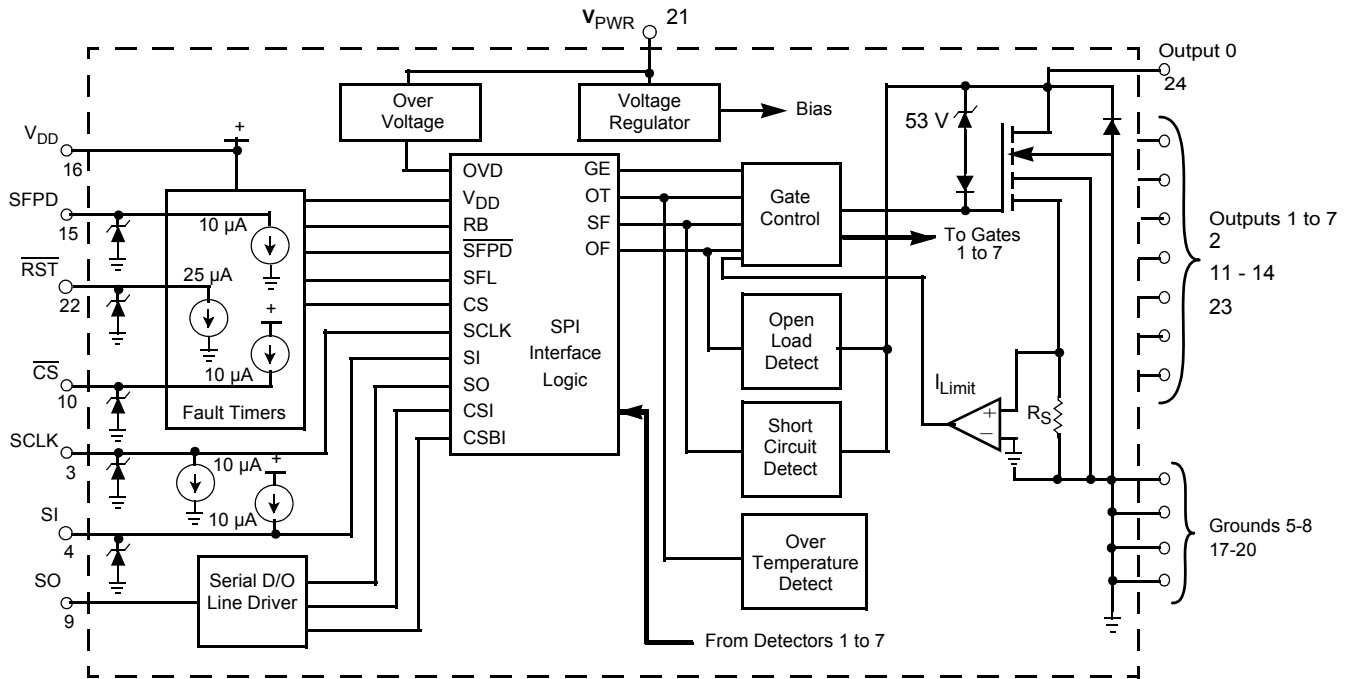 VPWR 21
Output 0
24
Over
Voltage
Voltage
Regulator
Bias
53 V
VDD
16
+
SFPD
15
10 µA
RST
22
25 µA
+
CS
10
10 µA
Fault Timers
SCLK
3
10 µA
+
SI
4
10 µA
SO
9
Serial D/O
Line Driver
OVD
VDD
RB
SFPD
SFL
CS
SCLK
SI
SO
CSI
CSBI
GE
OT
SF
OF
SPI
Interface
Logic
Gate
Control
To Gates
1 to 7
Open
Load
Detect
Short
Circuit
Detect
Over
Temperature
Detect
From Detectors 1 to 7
ILimit
+
–
RS
Outputs 1 to 7
2
11 - 14
23
Grounds 5-8
17-20